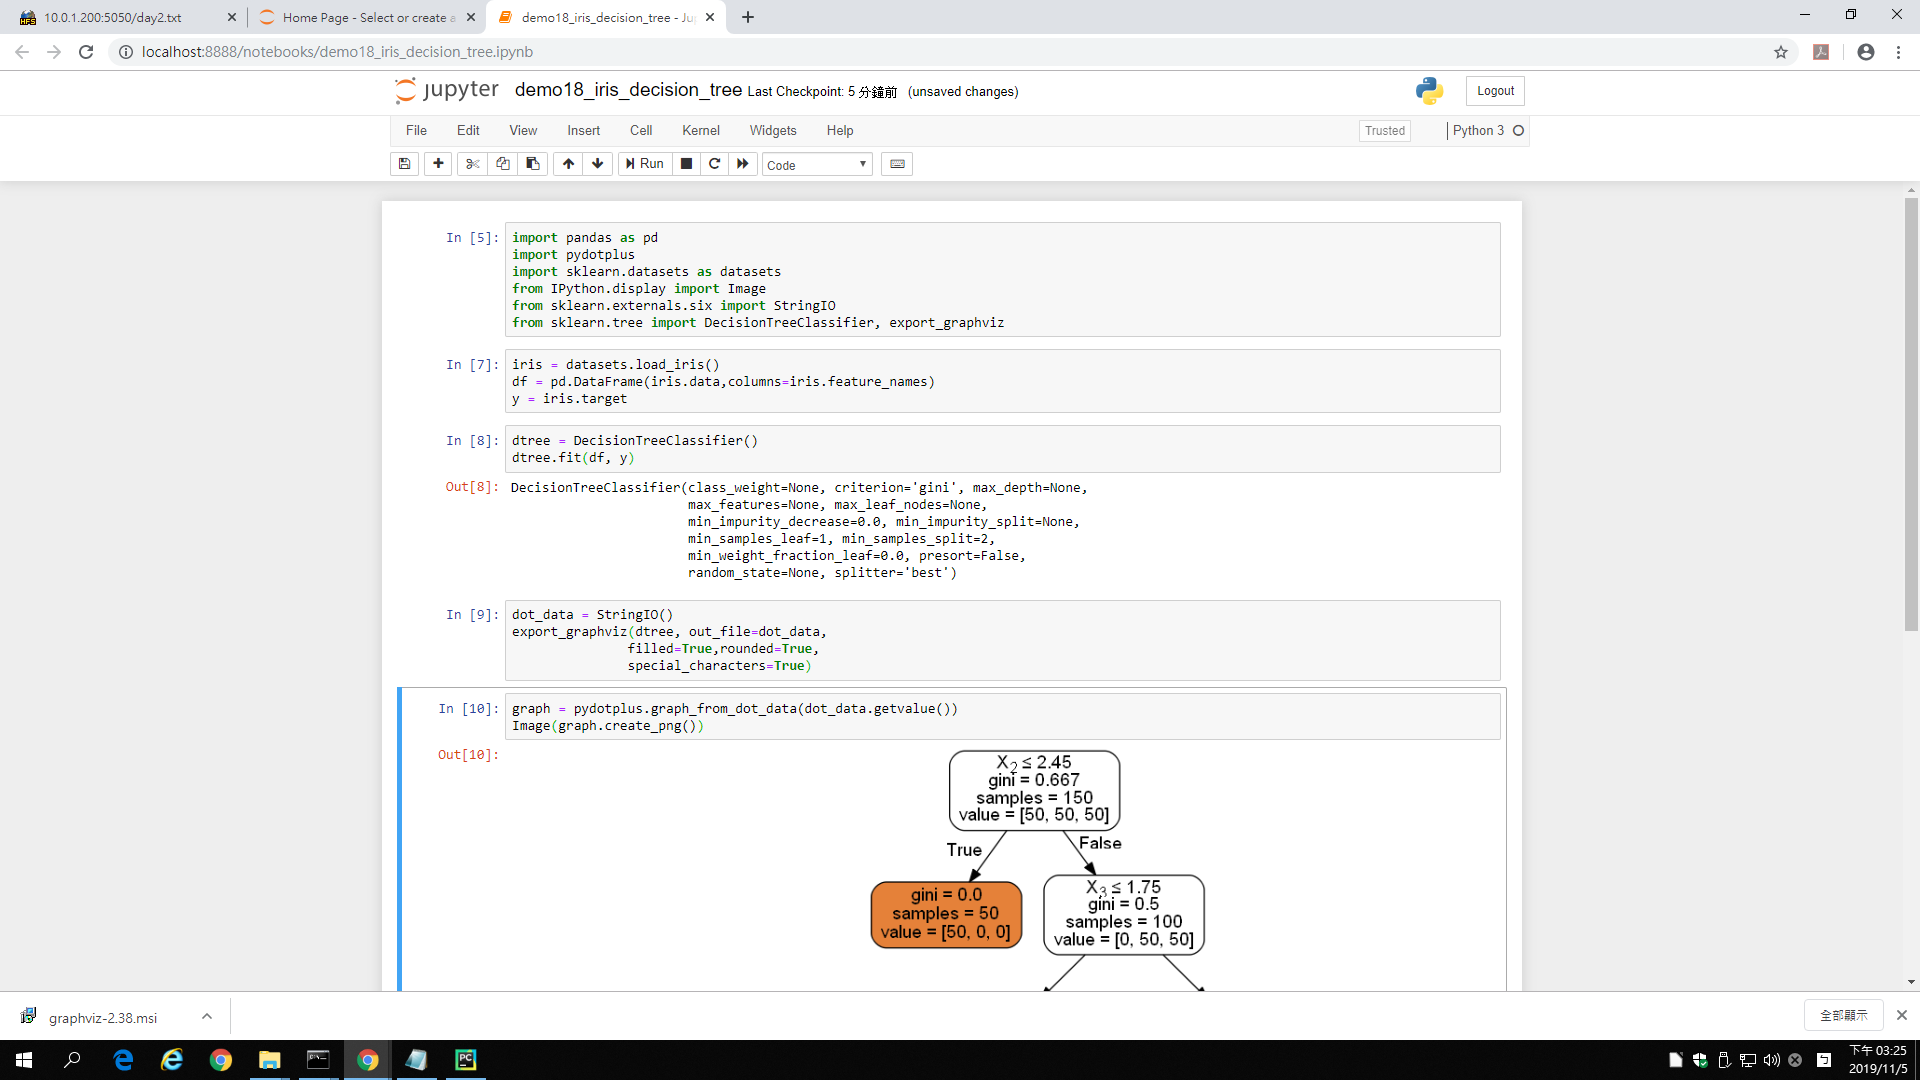 10.0.1.200:5050/day2.txt
Home Page - Select or create a
demo18_iris_decision_tree - Ju
localhost:8888/notebooks/demo18_iris_decision_tree.ipynb
jupyter demo18_iris_decision_tree Last Checkpoint: 5 分鐘前 (unsaved changes)
Logout
File Edit View Insert Cell Kernel Widgets Help
Trusted Python 3
Run Code
In [5]: import pandas as pd
import pydotplus
import sklearn.datasets as datasets
from IPython.display import Image
from sklearn.externals.six import StringIO
from sklearn.tree import DecisionTreeClassifier, export_graphviz
In [7]: iris = datasets.load_iris()
df = pd.DataFrame(iris.data,columns=iris.feature_names)
y = iris.target
In [8]: dtree = DecisionTreeClassifier()
dtree.fit(df, y)
Out[8]: DecisionTreeClassifier(class_weight=None, criterion='gini', max_depth=None,
max_features=None, max_leaf_nodes=None,
min_impurity_decrease=0.0, min_impurity_split=None,
min_samples_leaf=1, min_samples_split=2,
min_weight_fraction_leaf=0.0, presort=False,
random_state=None, splitter='best')
In [9]: dot_data = StringIO()
export_graphviz(dtree, out_file=dot_data,
filled=True,rounded=True,
special_characters=True)
In [10]: graph = pydotplus.graph_from_dot_data(dot_data.getvalue())
Image(graph.create_png())
Out[10]:
X₂ ≤ 2.45
gini = 0.667
samples = 150
value = [50, 50, 50]
True
False
gini = 0.0
samples = 50
value = [50, 0, 0]
X₃ ≤ 1.75
gini = 0.5
samples = 100
value = [0, 50, 50]
graphviz-2.38.msi
全部顯示
下午 03:25
2019/11/5